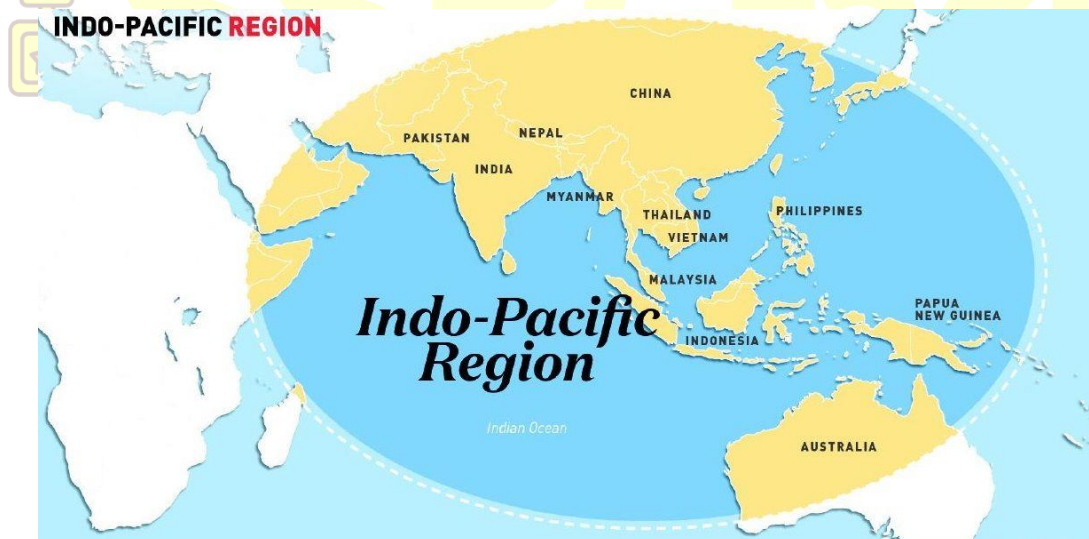 INDO-PACIFIC REGION
CHINA
PAKISTAN
NEPAL
INDIA
MYANMAR
THAILAND
PHILIPPINES
VIETNAM
MALAYSIA
Indo-Pacific
Region
PAPUA
NEW GUINEA
INDONESIA
Indian Ocean
AUSTRALIA